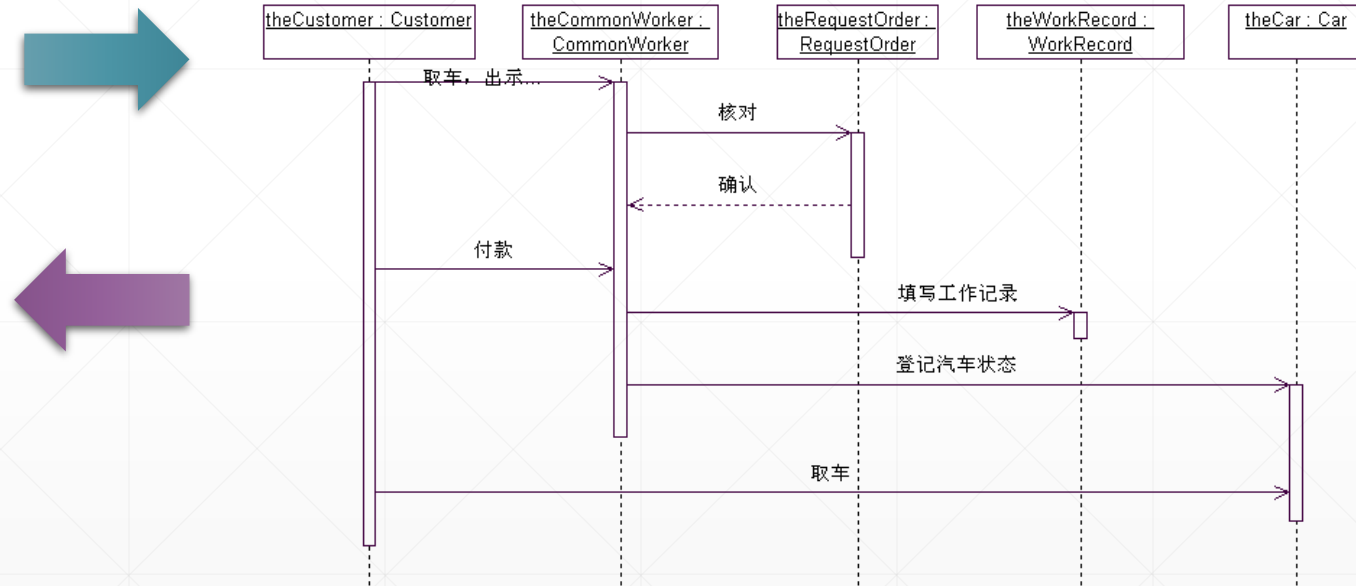 theCustomer : Customer
theCommonWorker :
CommonWorker
theRequestOrder :
RequestOrder
theWorkRecord :
WorkRecord
theCar : Car
取车，出示...
核对
确认
付款
填写工作记录
登记汽车状态
取车